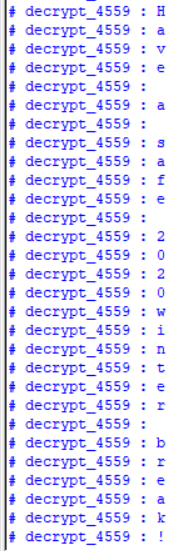 # decrypt_4559 : H
# decrypt_4559 : a
# decrypt_4559 : v
# decrypt_4559 : e
# decrypt_4559 :
# decrypt_4559 : a
# decrypt_4559 :
# decrypt_4559 : s
# decrypt_4559 : a
# decrypt_4559 : f
# decrypt_4559 : e
# decrypt_4559 :
# decrypt_4559 : 2
# decrypt_4559 : 0
# decrypt_4559 : 2
# decrypt_4559 : 0
# decrypt_4559 : w
# decrypt_4559 : i
# decrypt_4559 : n
# decrypt_4559 : t
# decrypt_4559 : e
# decrypt_4559 : r
# decrypt_4559 :
# decrypt_4559 : b
# decrypt_4559 : r
# decrypt_4559 : e
# decrypt_4559 : a
# decrypt_4559 : k
# decrypt_4559 : !